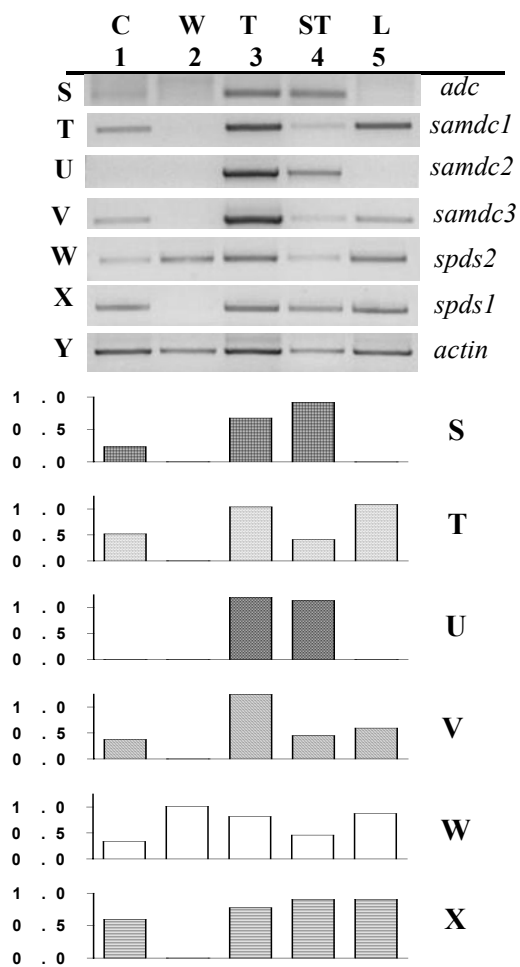 C W T ST L
1 2 3 4 5
S adc
T samdc1
U samdc2
V samdc3
W spds2
X spds1
Y actin
1 . 0
0 . 5 S
0 . 0
1 . 0
0 . 5 T
0 . 0
1 . 0
0 . 5 U
0 . 0
1 . 0
0 . 5 V
0 . 0
1 . 0
0 . 5 W
0 . 0
1 . 0
0 . 5 X
0 . 0